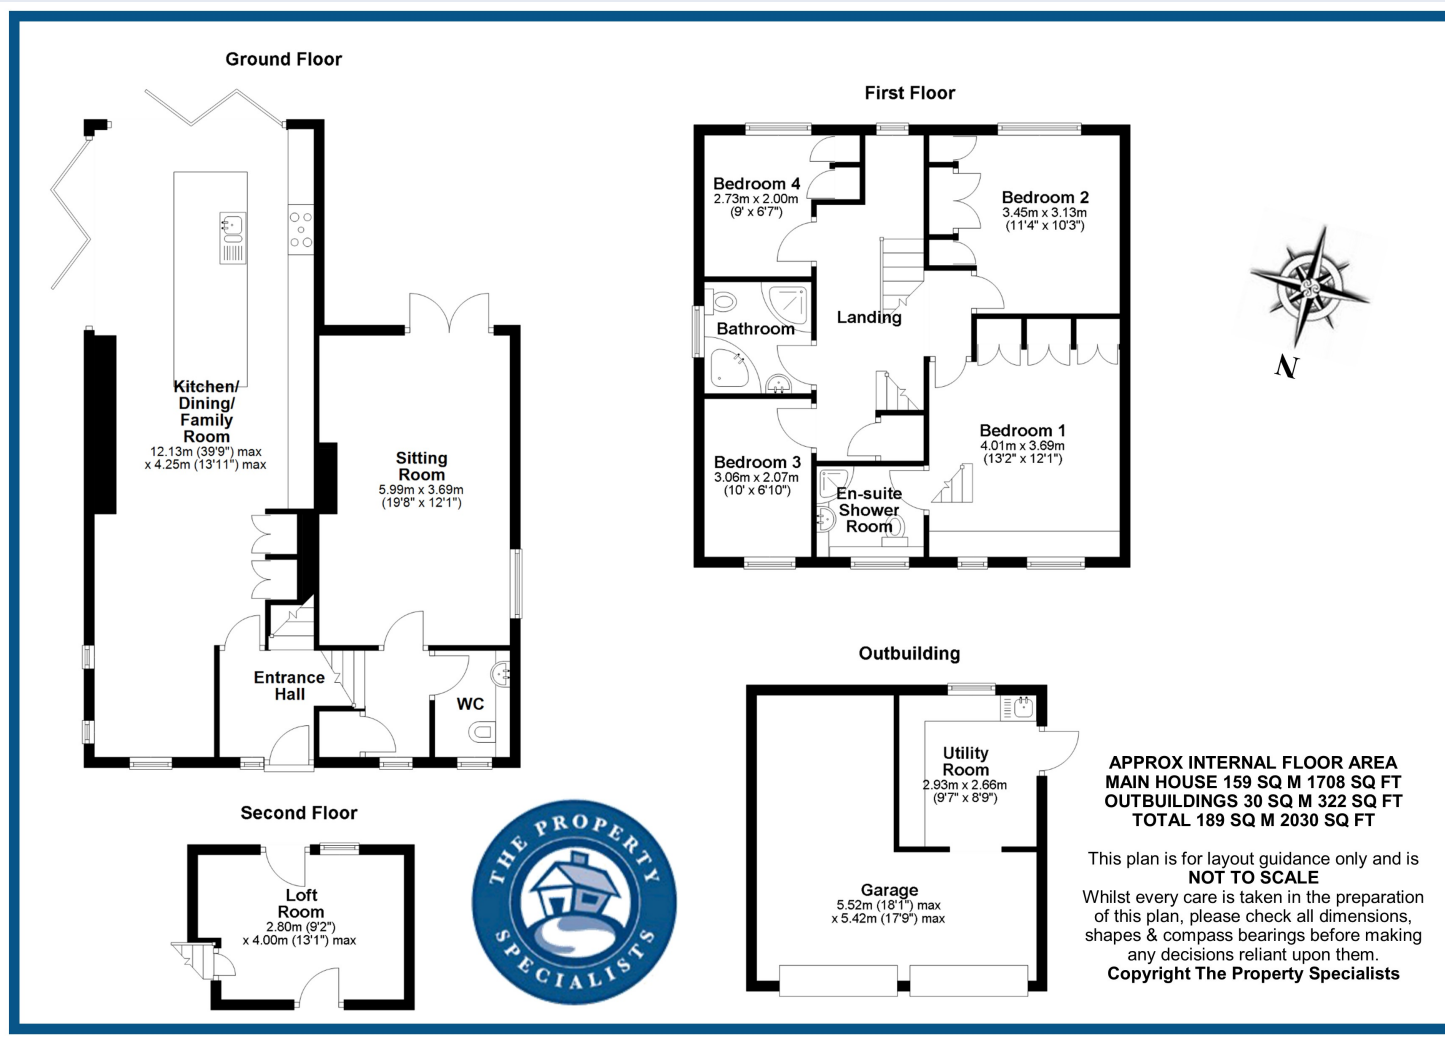 Ground Floor
Kitchen/
Dining/
Family
Room
12.13m (39'9") max
x 4.25m (13'11") max
Sitting
Room
5.99m x 3.69m
(19'8" x 12'1")
Entrance
Hall
WC
First Floor
Bedroom 4
2.73m x 2.00m
(9' x 6'7")
Bedroom 2
3.45m x 3.13m
(11'4" x 10'3")
Bathroom
Landing
Bedroom 1
4.01m x 3.69m
(13'2" x 12'1")
Bedroom 3
3.06m x 2.07m
(10' x 6'10")
En-suite
Shower
Room
N
Second Floor
Loft
Room
2.80m (9'2")
x 4.00m (13'1") max
THE PROPERTY
SPECIALISTS
Outbuilding
Utility
Room
2.93m x 2.66m
(9'7" x 8'9")
Garage
5.52m (18'1") max
x 5.42m (17'9") max
APPROX INTERNAL FLOOR AREA
MAIN HOUSE 159 SQ M 1708 SQ FT
OUTBUILDINGS 30 SQ M 322 SQ FT
TOTAL 189 SQ M 2030 SQ FT
This plan is for layout guidance only and is
NOT TO SCALE
Whilst every care is taken in the preparation
of this plan, please check all dimensions,
shapes & compass bearings before making
any decisions reliant upon them.
Copyright The Property Specialists